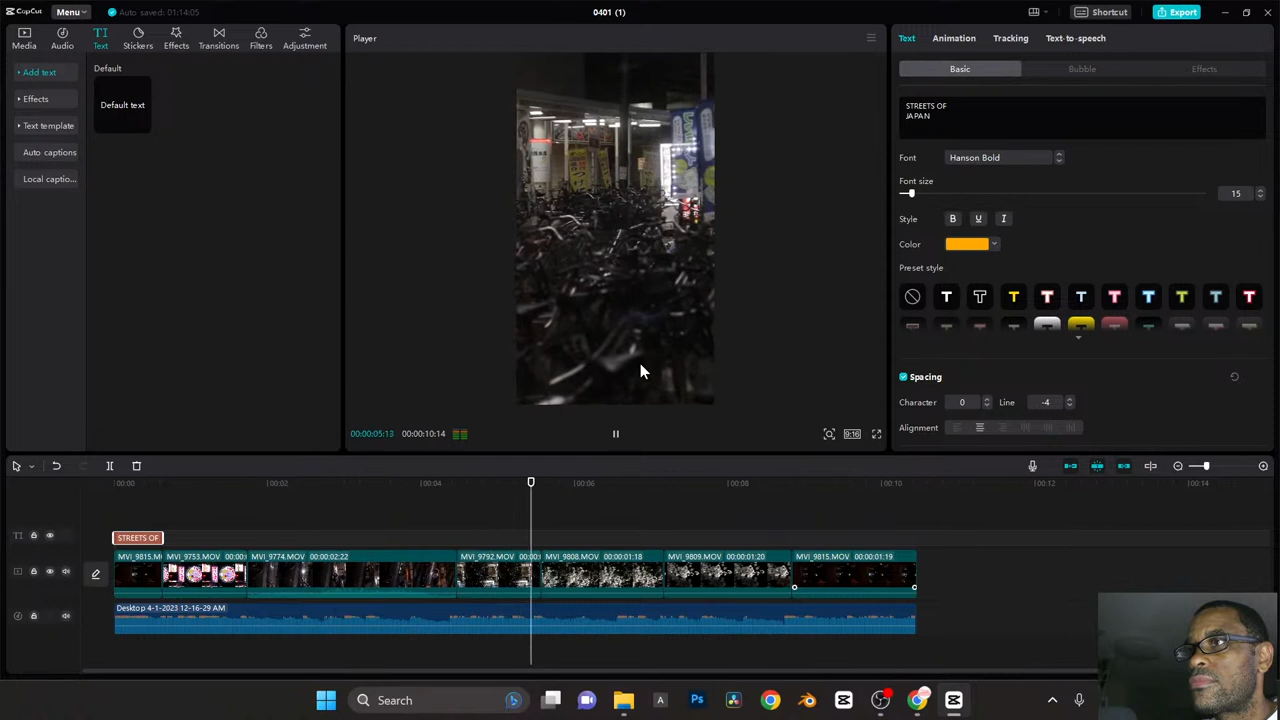 CapCut
Menu
Auto saved: 01:14:05
0401 (1)
Shortcut
Export
Media
Audio
Text
Stickers
Effects
Transitions
Filters
Adjustment
TI
Add text
Effects
Text template
Auto captions
Local captio...
Default
Default text
Player
00:00:05:13
00:00:10:14
9:16
Text
Animation
Tracking
Text-to-speech
Basic
Bubble
Effects
STREETS OF
JAPAN
Font
Hanson Bold
Font size
15
Style
B
U
I
Color
Preset style
T T T T T T T T T T
Spacing
Character
0
Line
-4
Alignment
00:00
00:02
00:04
00:06
00:08
00:10
00:12
00:14
TI
STREETS OF
MVI_9815.M
MVI_9753.MOV 00:00:
MVI_9774.MOV 00:00:02:22
MVI_9792.MOV 00:00:
MVI_9808.MOV 00:00:01:18
MVI_9809.MOV 00:00:01:20
MVI_9815.MOV 00:00:01:19
Desktop 4-1-2023 12-16-29 AM
Search
A
Ps